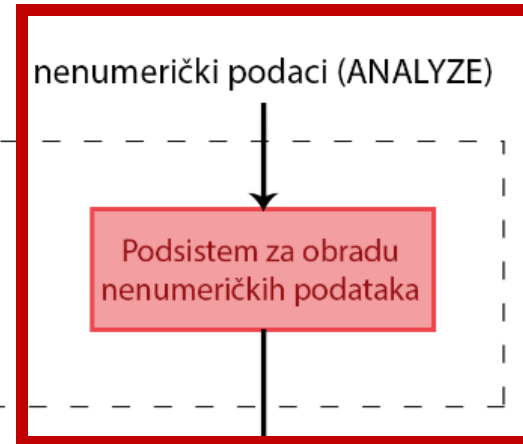 nenumerički podaci (ANALYZE)
Podsistem za obradu
nenumeričkih podataka